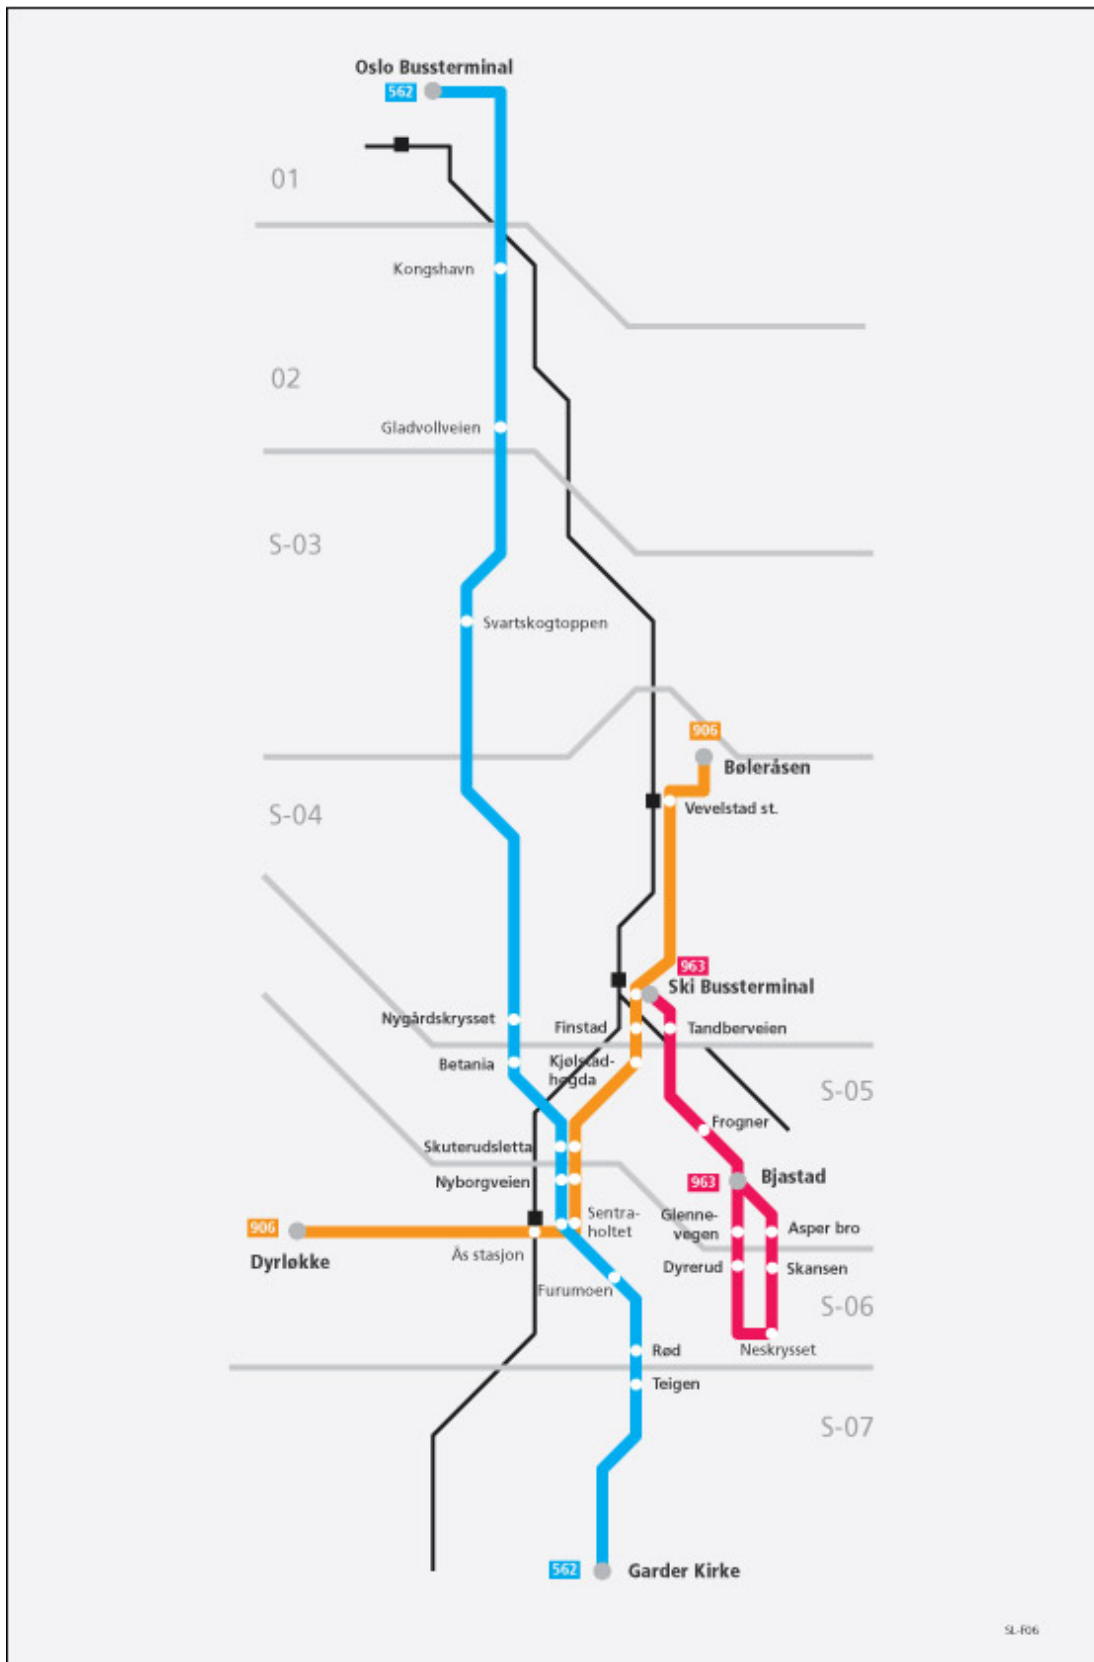 Oslo Bussterminal
562
01
Kongshavn
02
Gladvollveien
S-03
Svartskogtoppen
906
Bøleråsen
Vevelstad st.
S-04
963
Ski Bussterminal
Nygårdskrysset
Finstad
Tandberveien
Betania
Kjølstad-
høgda
S-05
Frogner
Skuterudsletta
Bjastad
963
Nyborgveien
Glenne-
vegen
Sentra-
holtet
Asper bro
906
Ås stasjon
Dyrløkke
Dyrerud
Skansen
Furumoen
S-06
Rød
Neskrysset
Teigen
S-07
562
Garder Kirke
SL-F06